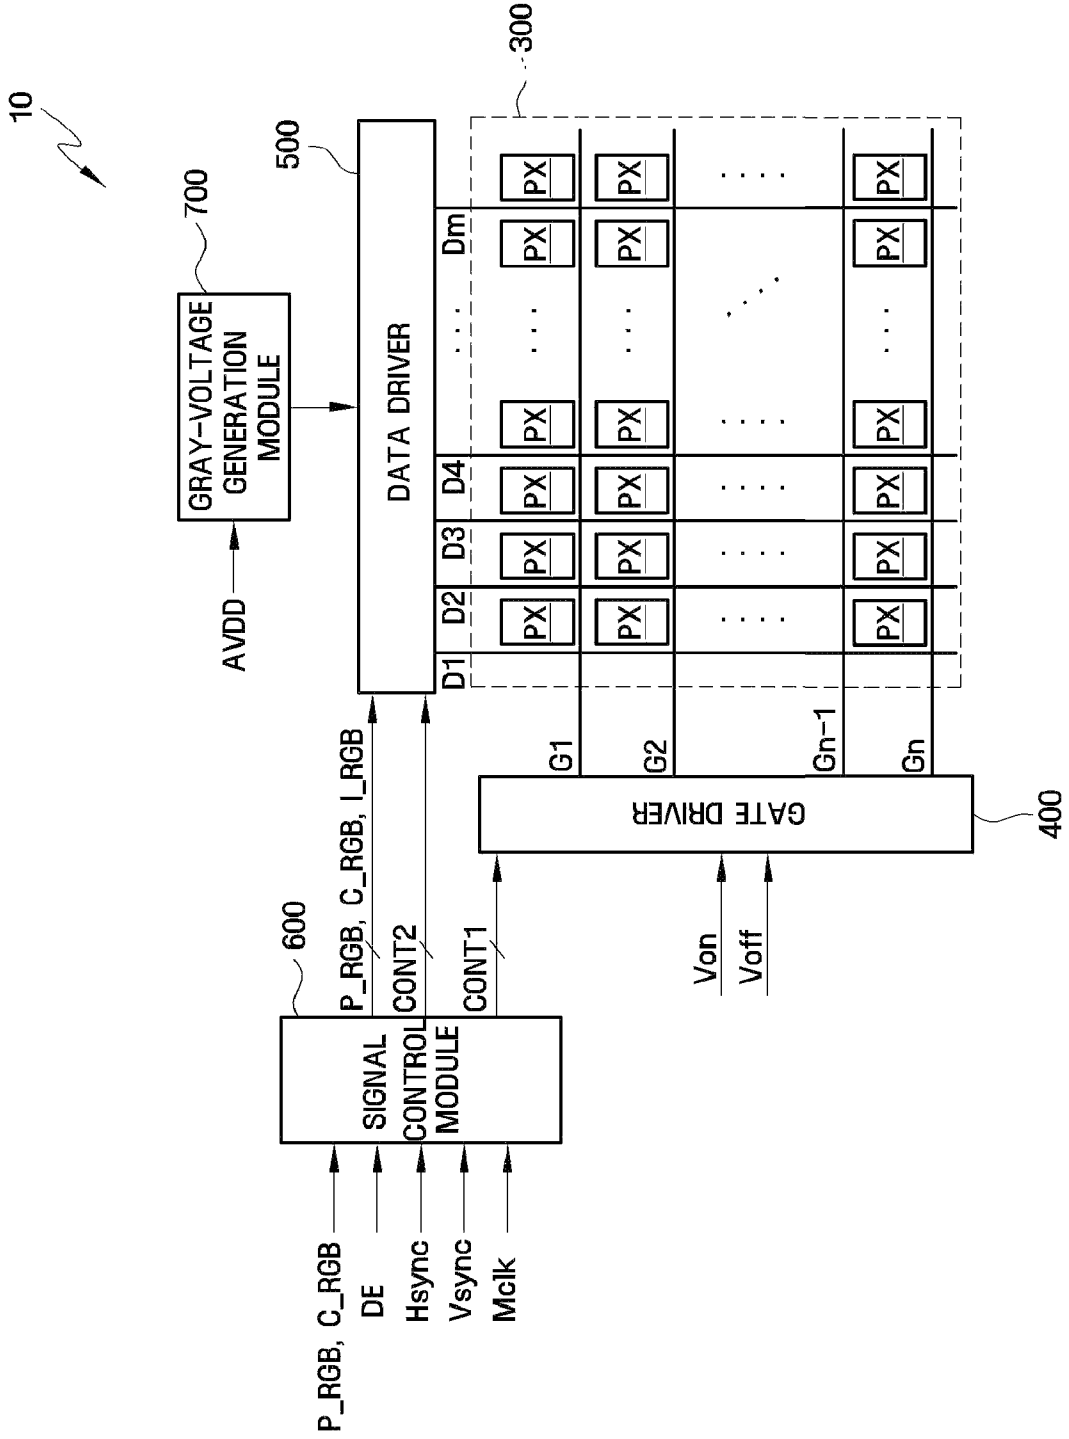 10
700
GRAY-VOLTAGE
GENERATION
MODULE
AVDD
500
DATA DRIVER
600
P_RGB, C_RGB, I_RGB
CONT2
CONT1
SIGNAL
CONTROL
MODULE
P_RGB, C_RGB
DE
Hsync
Vsync
Mclk
D1 D2 D3 D4 Dm
300
G1
PX PX PX PX PX PX
G2
PX PX PX PX PX PX
Gn-1
Gn
PX PX PX PX PX PX
GATE DRIVER
400
Von
Voff